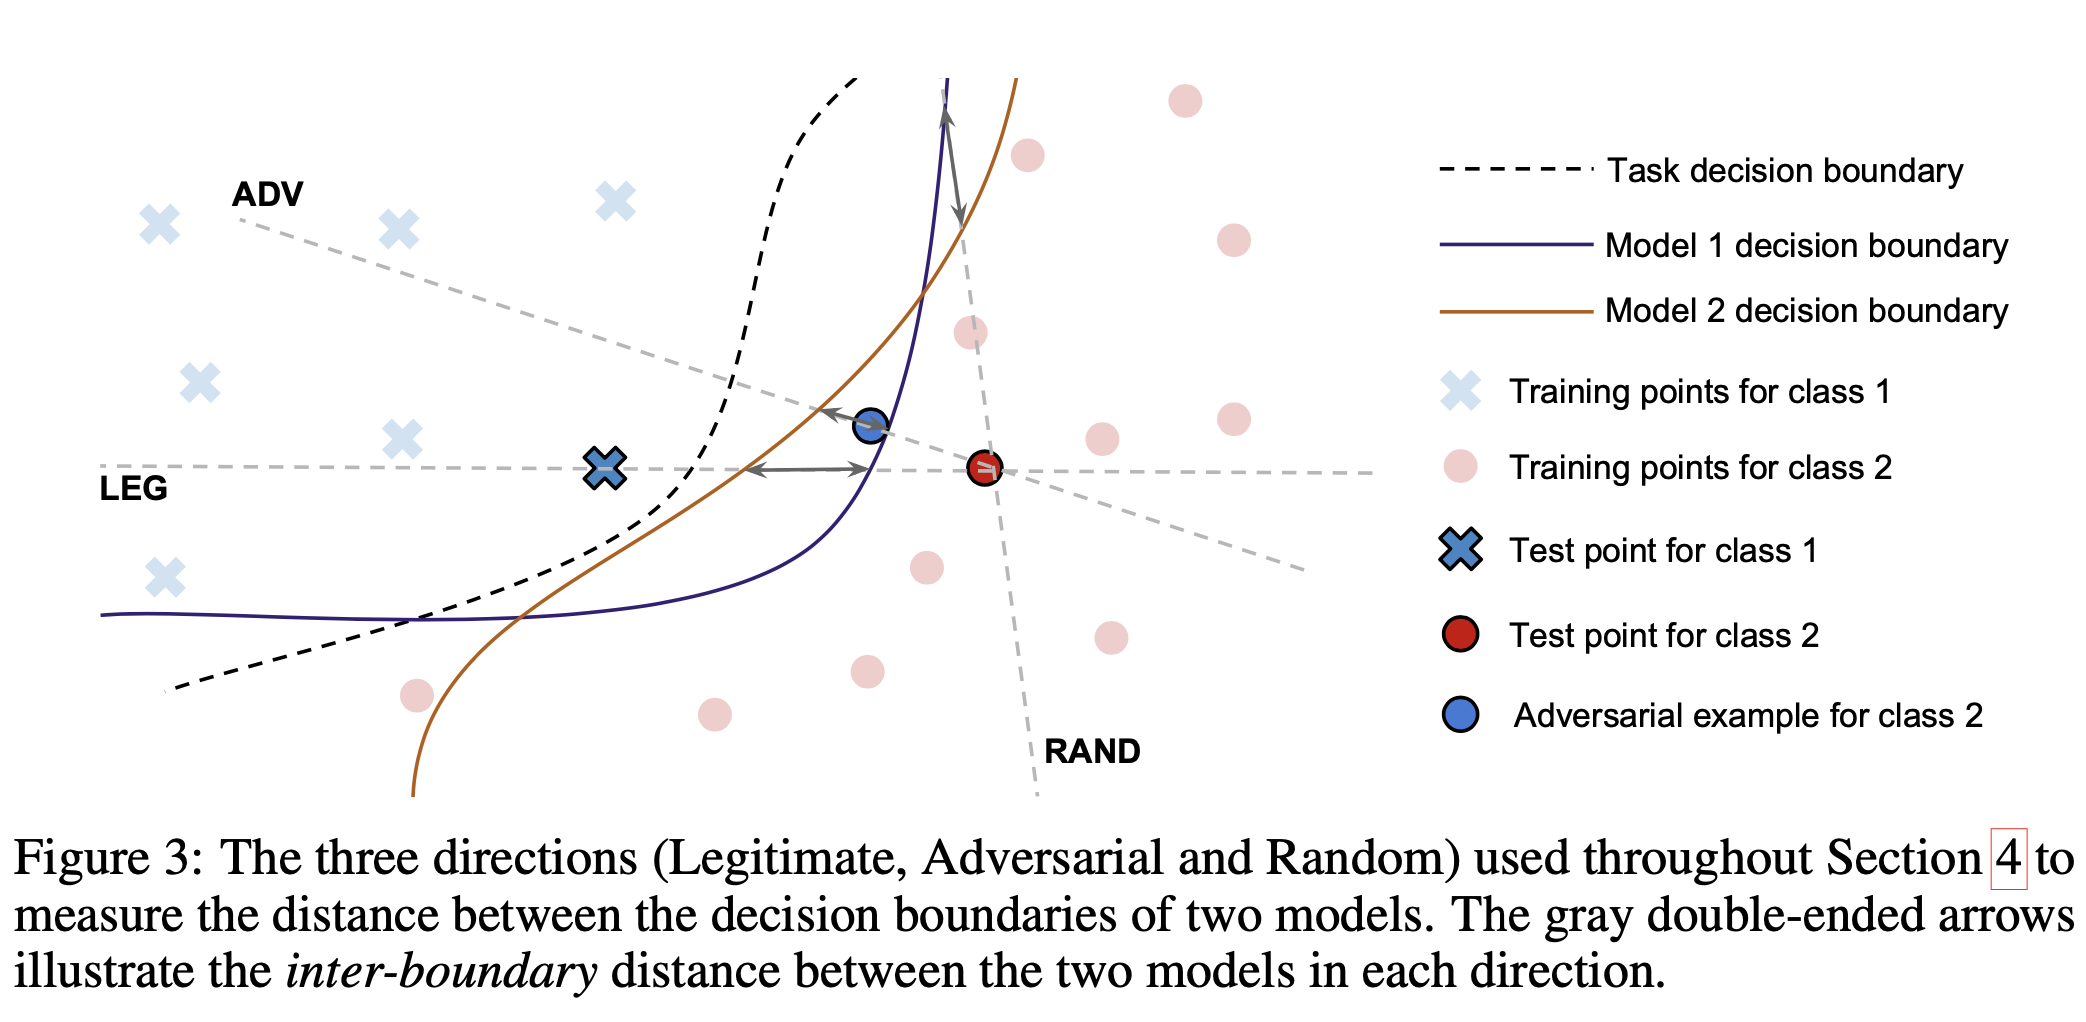 ADV
LEG
RAND
Task decision boundary
Model 1 decision boundary
Model 2 decision boundary
Training points for class 1
Training points for class 2
Test point for class 1
Test point for class 2
Adversarial example for class 2
Figure 3: The three directions (Legitimate, Adversarial and Random) used throughout Section 4 to
measure the distance between the decision boundaries of two models. The gray double-ended arrows
illustrate the inter-boundary distance between the two models in each direction.